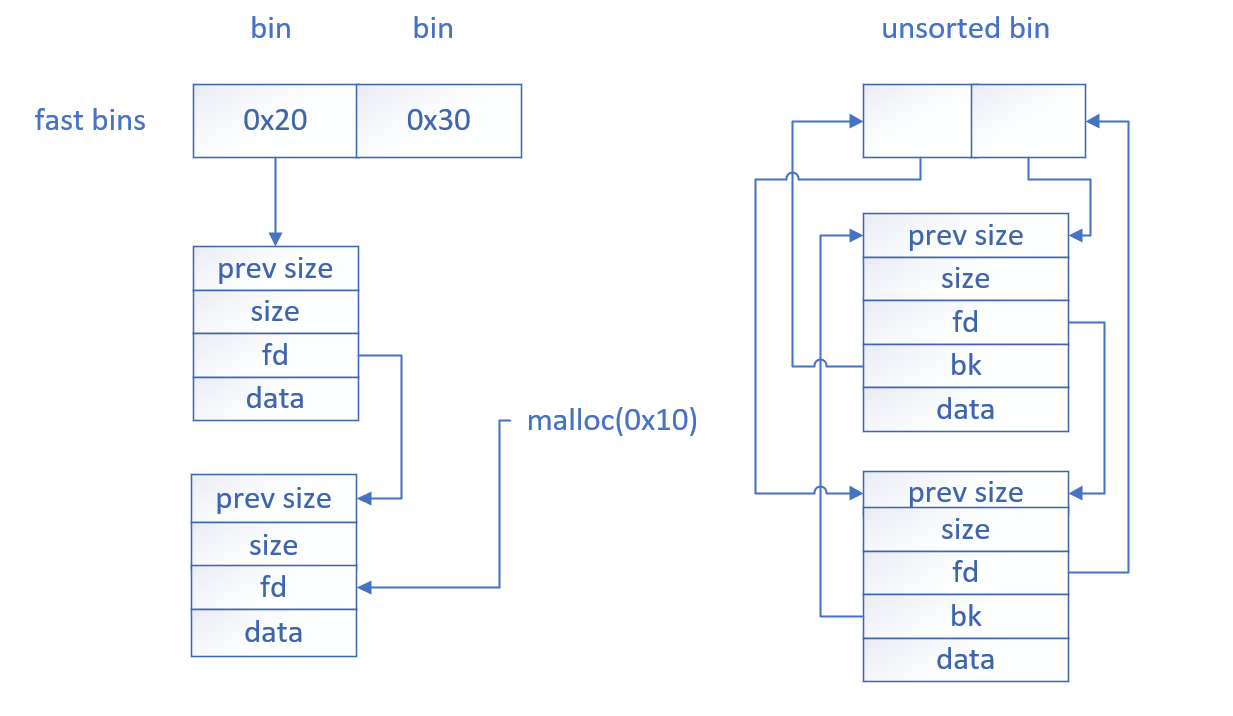 bin
bin
fast bins
0x20
0x30
prev size
size
fd
data
prev size
size
fd
data
malloc(0x10)
unsorted bin
prev size
size
fd
bk
data
prev size
size
fd
bk
data